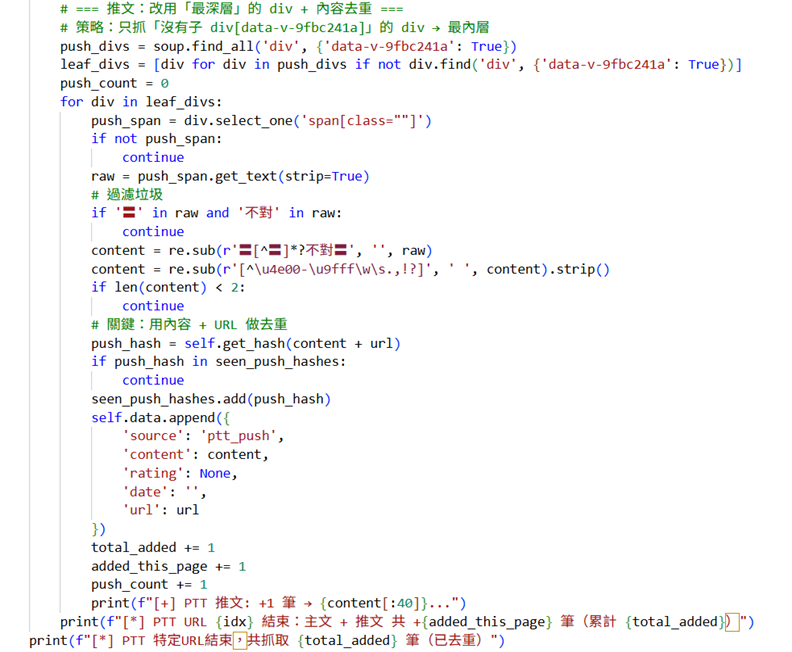 # === 推文：改用「最深層」的 div + 內容去重 ===
# 策略：只抓「沒有子 div[data-v-9fbc241a]」的 div → 最內層
push_divs = soup.find_all('div', {'data-v-9fbc241a': True})
leaf_divs = [div for div in push_divs if not div.find('div', {'data-v-9fbc241a': True})]
push_count = 0
for div in leaf_divs:
push_span = div.select_one('span[class=""]')
if not push_span:
continue
raw = push_span.get_text(strip=True)
# 過濾垃圾
if '〓' in raw and '不對' in raw:
continue
content = re.sub(r'〓[^〓]*?不對〓', '', raw)
content = re.sub(r'[^\u4e00-\u9fff\w\s.,!?]', ' ', content).strip()
if len(content) < 2:
continue
# 關鍵：用內容 + URL 做去重
push_hash = self.get_hash(content + url)
if push_hash in seen_push_hashes:
continue
seen_push_hashes.add(push_hash)
self.data.append({
'source': 'ptt_push',
'content': content,
'rating': None,
'date': '',
'url': url
})
total_added += 1
added_this_page += 1
push_count += 1
print(f"[+] PTT 推文: +1 筆 → {content[:40]}...")
print(f"[*] PTT URL {idx} 結束：主文 + 推文 共 +{added_this_page} 筆（累計 {total_added}）")
print(f"[*] PTT 特定URL結束，共抓取 {total_added} 筆（已去重）")